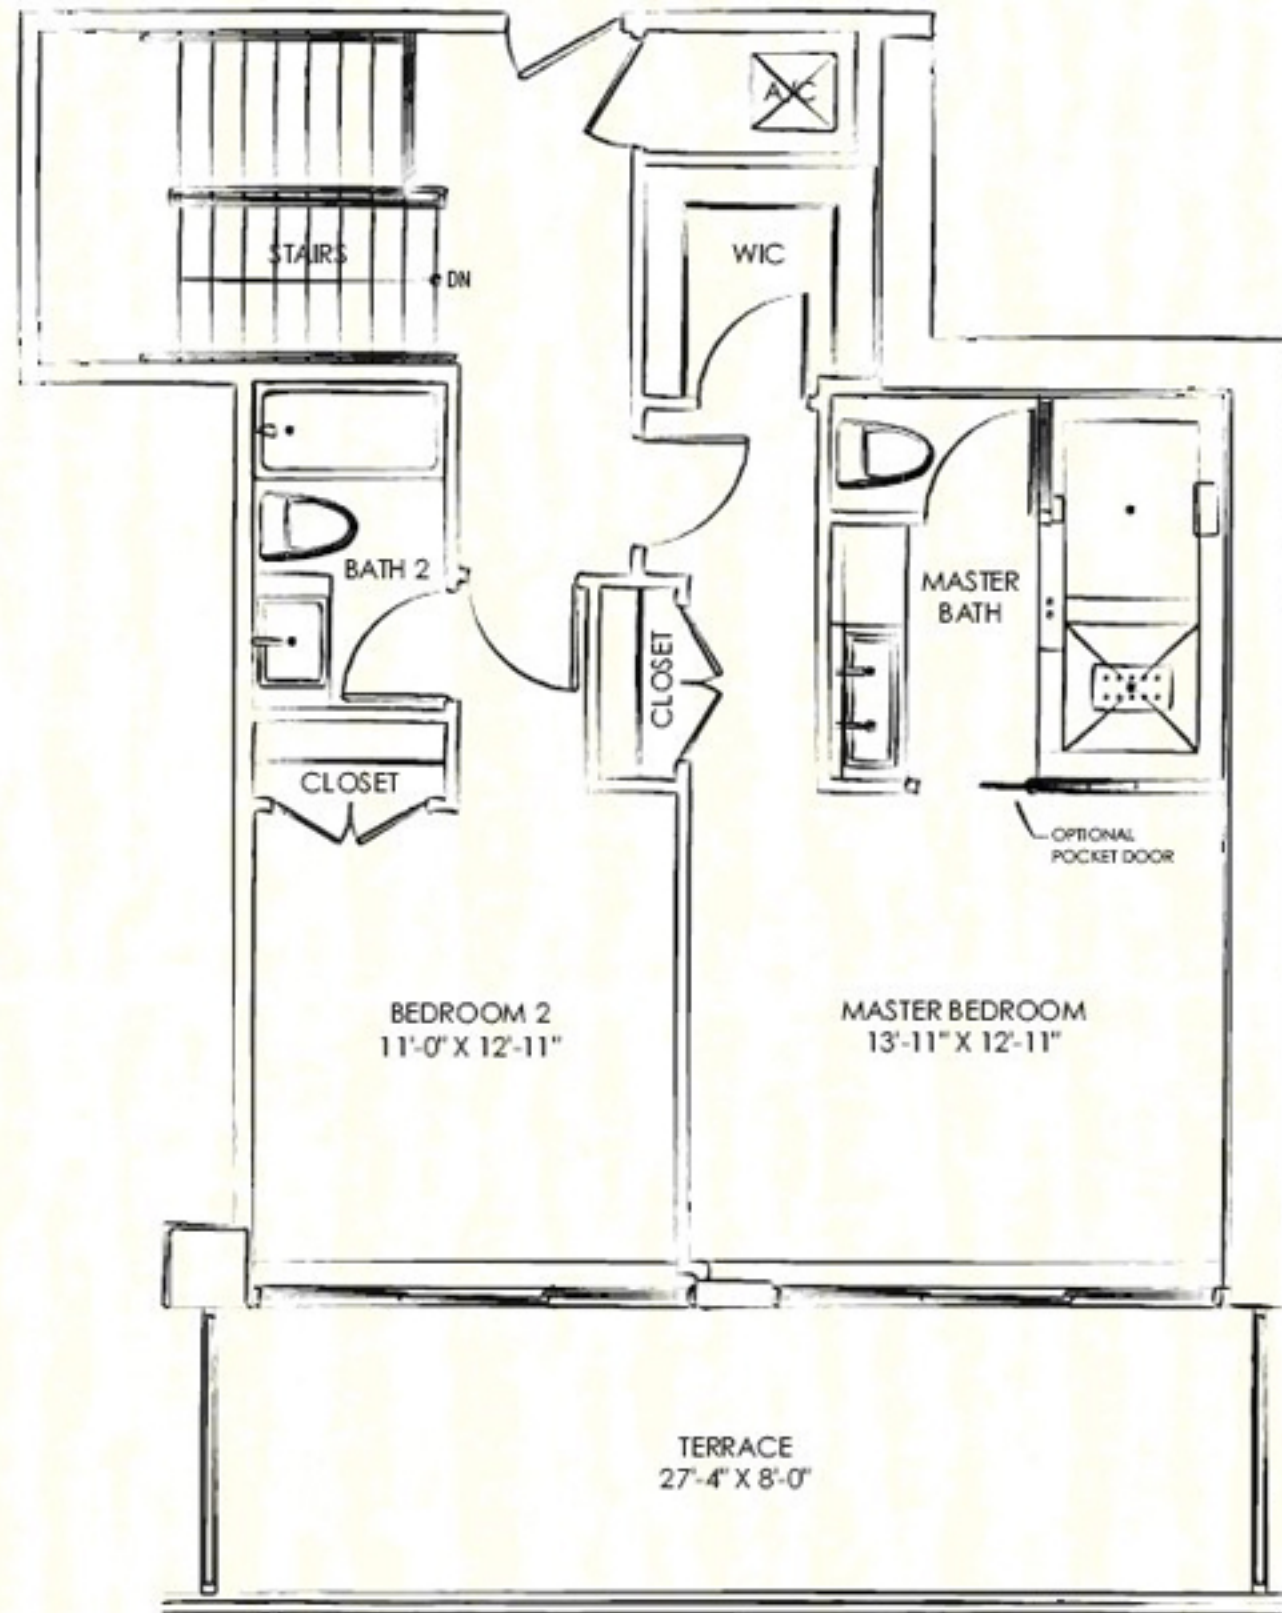 A/C
STAIRS
WIC
DN
BATH 2
MASTER
BATH
CLOSET
CLOSET
OPTIONAL
POCKET DOOR
BEDROOM 2
11'-0" X 12'-11"
MASTER BEDROOM
13'-11" X 12'-11"
TERRACE
27'-4" X 8'-0"